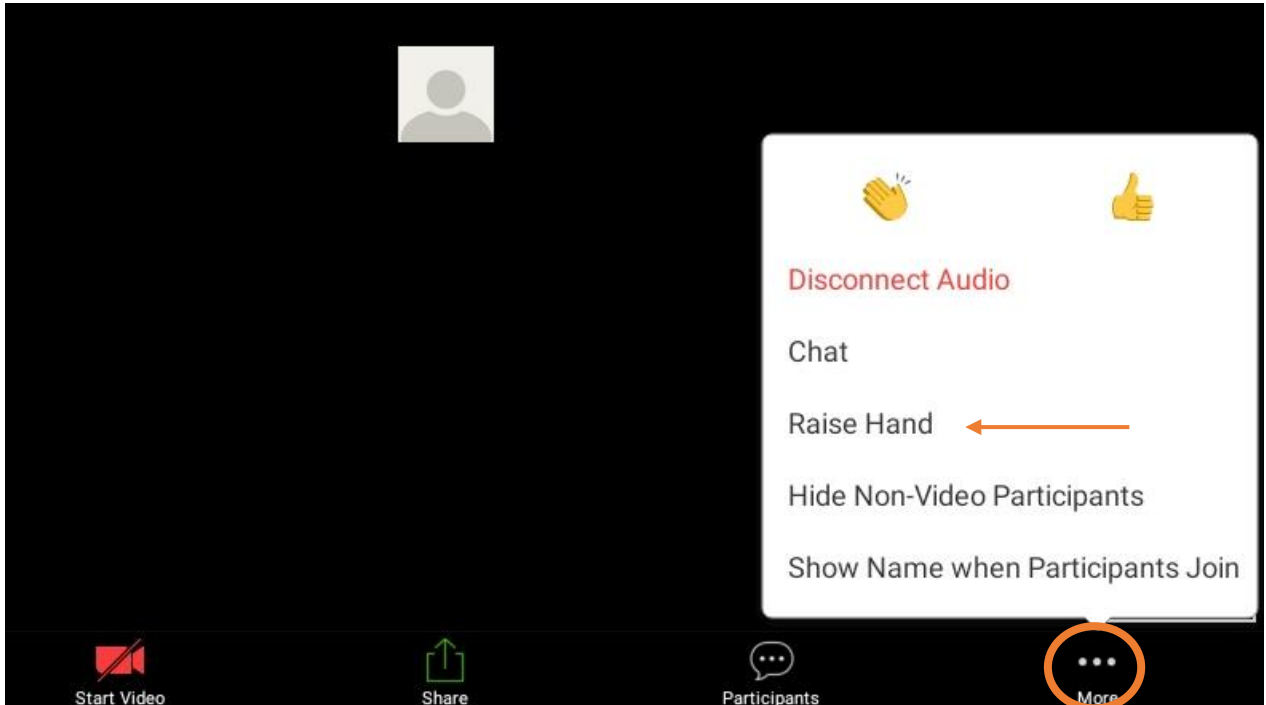 Disconnect Audio
Chat
Raise Hand
Hide Non-Video Participants
Show Name when Participants Join
Start Video
Share
Participants
More